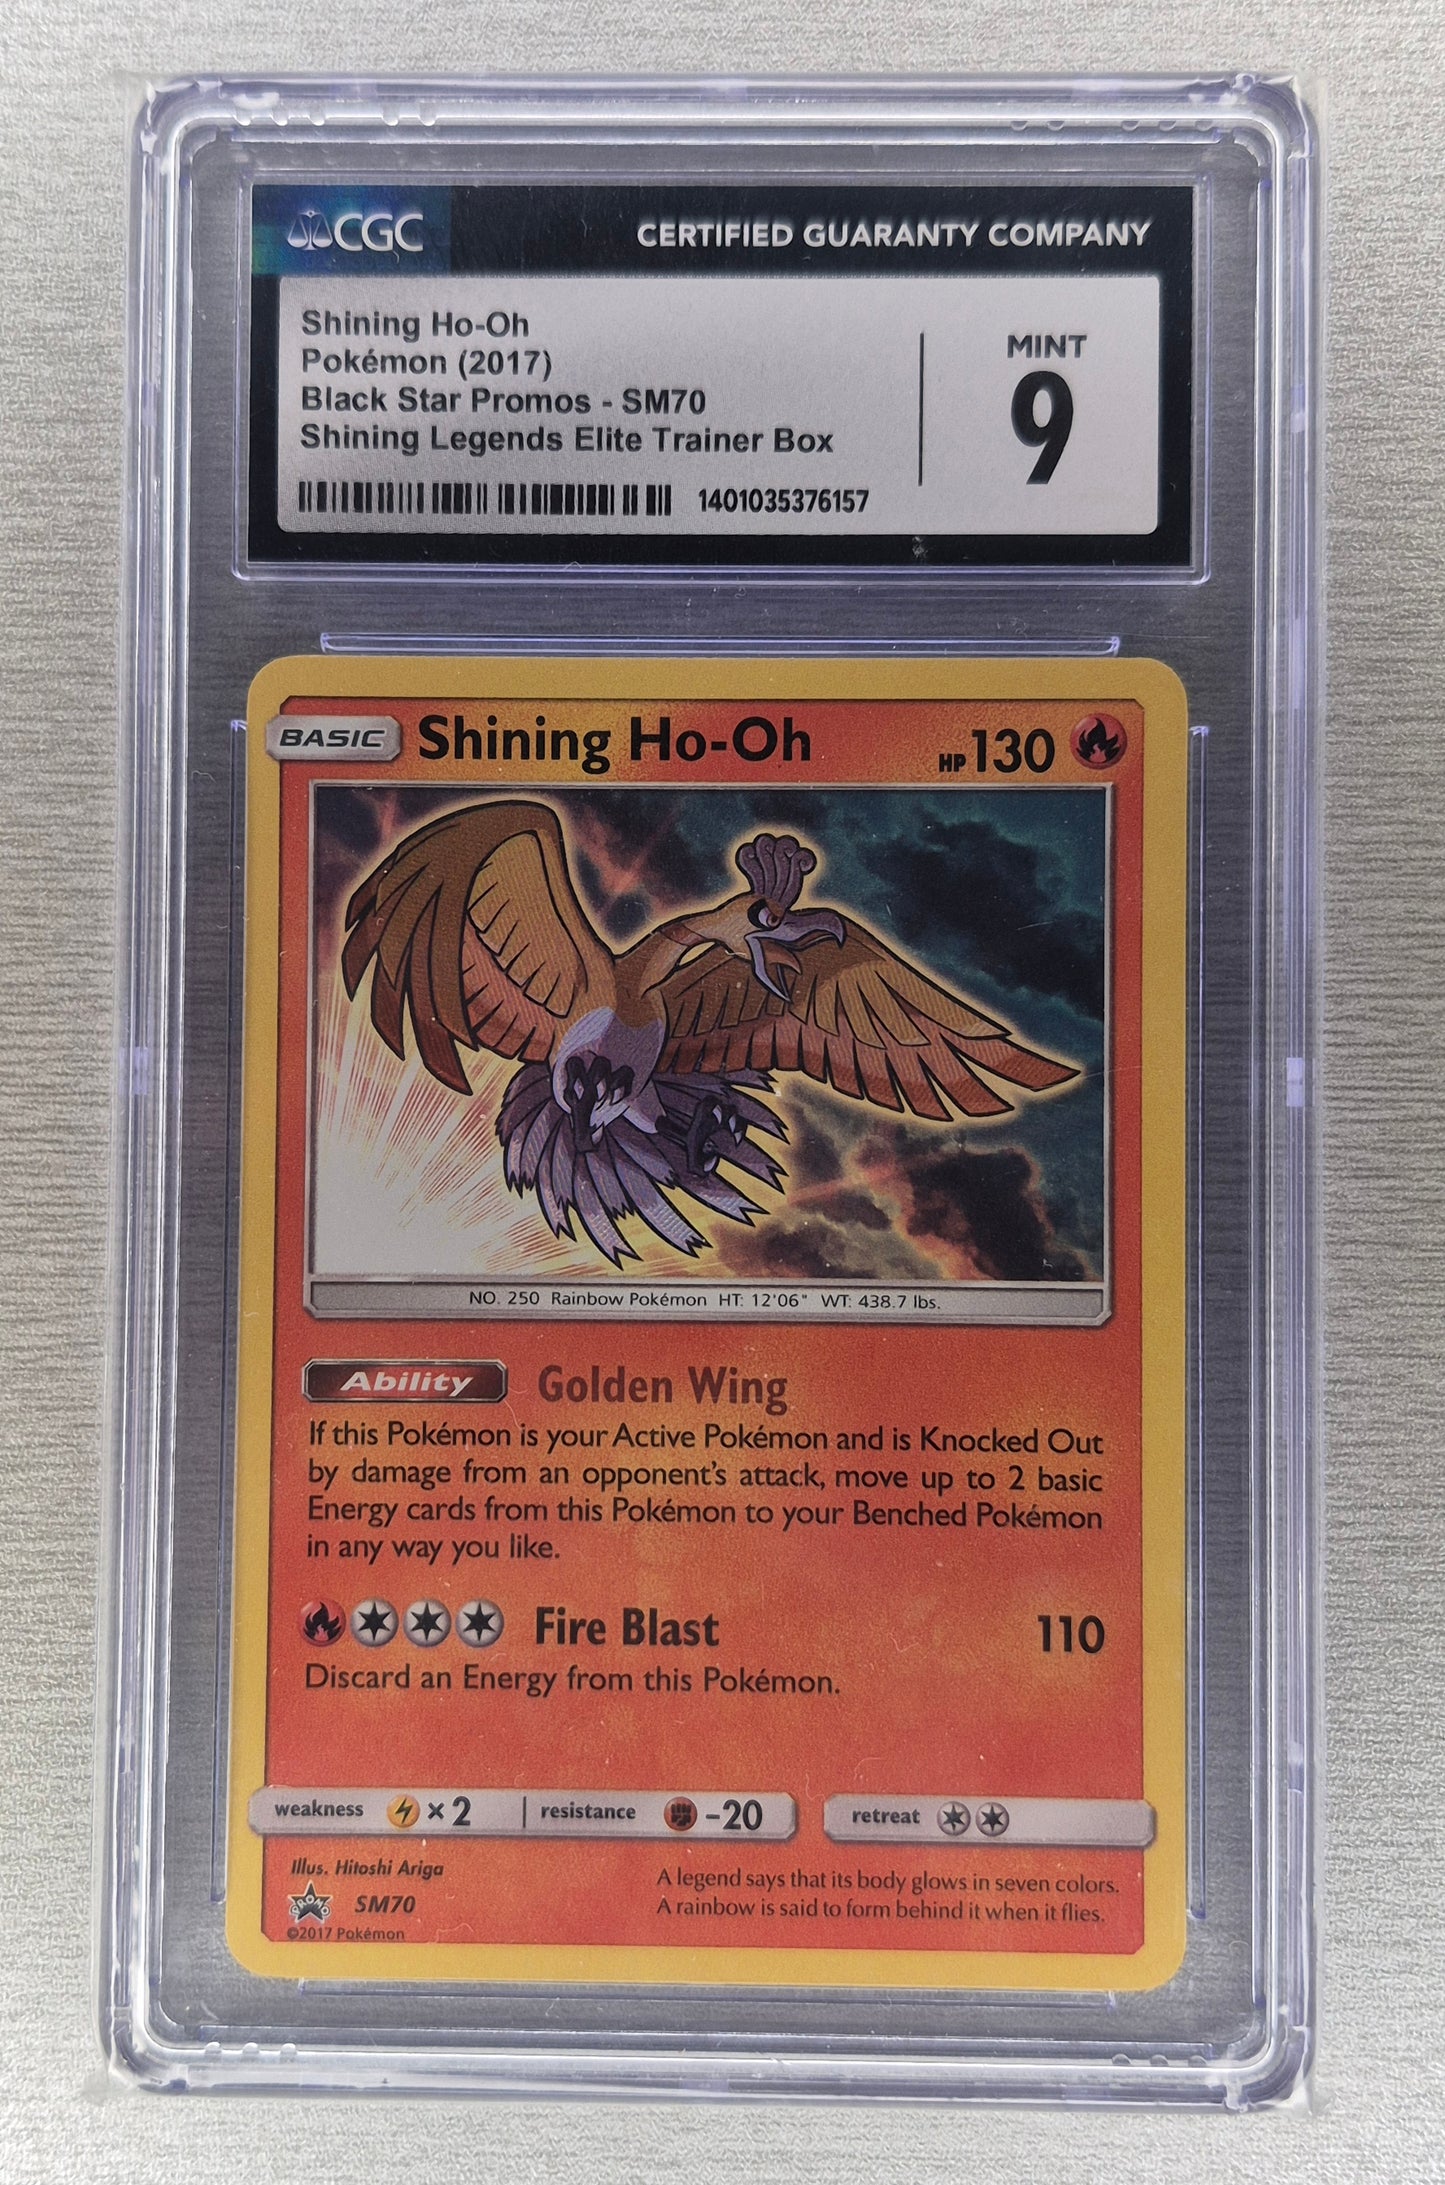 CGC CERTIFIED GUARANTY COMPANY
Shining Ho-Oh
Pokémon (2017)
Black Star Promos - SM70
Shining Legends Elite Trainer Box
1401035376157
MINT
9
BASIC Shining Ho-Oh HP 130
NO. 250 Rainbow Pokémon HT: 12'06" WT: 438.7 lbs.
Ability Golden Wing
If this Pokémon is your Active Pokémon and is Knocked Out
by damage from an opponent's attack, move up to 2 basic
Energy cards from this Pokémon to your Benched Pokémon
in any way you like.
Fire Blast 110
Discard an Energy from this Pokémon.
weakness ×2 resistance -20 retreat
Illus. Hitoshi Ariga
PROMO SM70
©2017 Pokémon
A legend says that its body glows in seven colors.
A rainbow is said to form behind it when it flies.